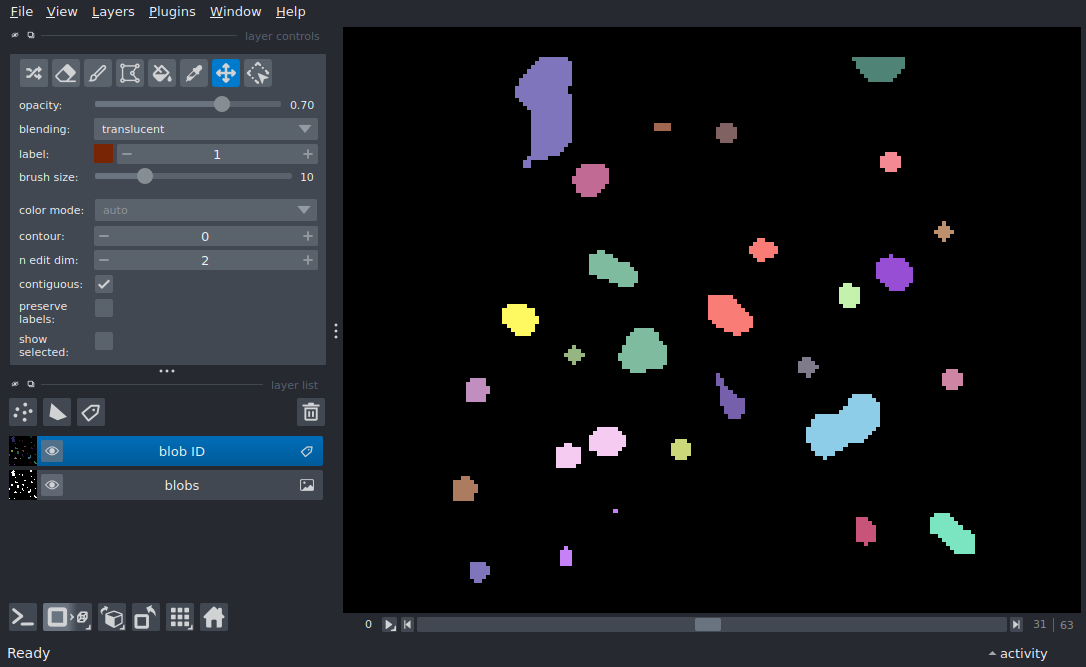 File View Layers Plugins Window Help
layer controls
opacity: 0.70
blending: translucent
label: 1
brush size: 10
color mode: auto
contour: 0
n edit dim: 2
contiguous:
preserve
labels:
show
selected:
layer list
blob ID
blobs
0 31 63
Ready activity